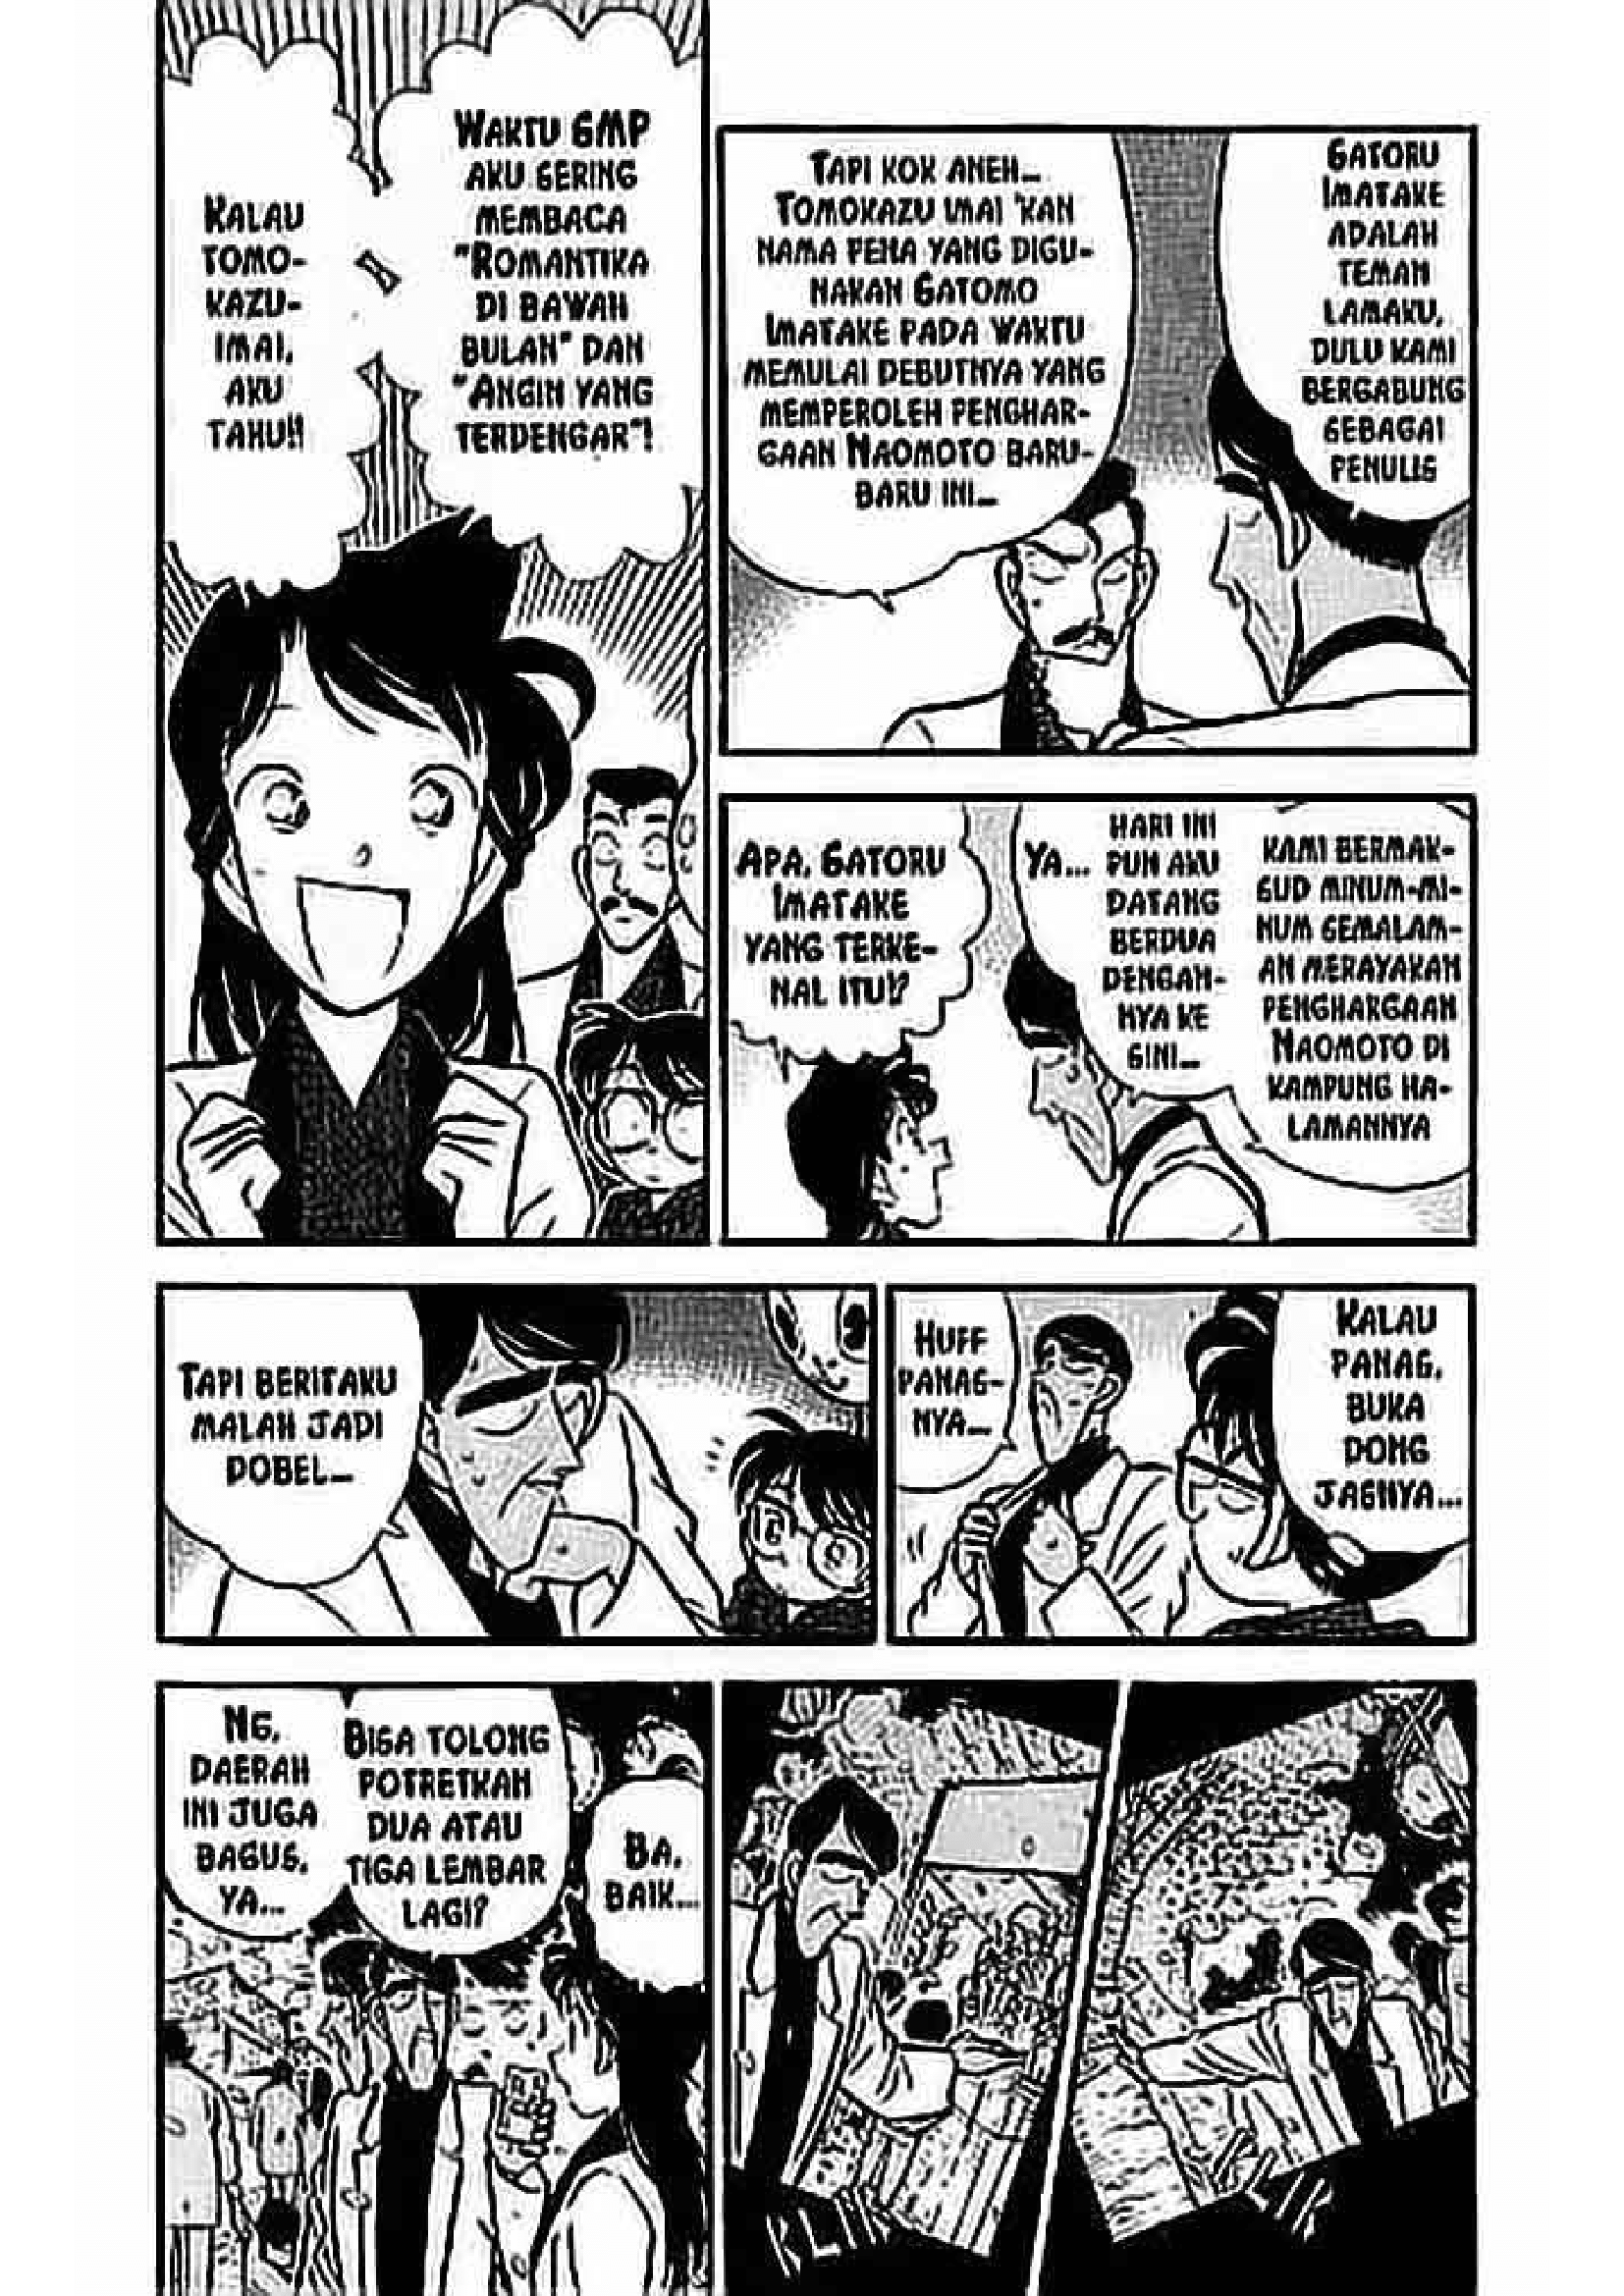 SATORU
IMATAKE
ADALAH
TEMAN
LAMAKU,
DULU KAMI
BERGABUNG
SEBAGAI
PENULIS
TAPI KOK ANEH...
TOMOKAZU IMAI 'KAN
NAMA PENA YANG DIGU-
NAKAN SATOMO
IMATAKE PADA WAKTU
MEMULAI DEBUTNYA YANG
MEMPEROLEH PENGHAR-
GAAN NAOMOTO BARU-
BARU INI...
KAMI BERMAK-
SUD MINUM-MI-
NUM SEMALAM-
AN MERAYAKAN
PENGHARGAAN
NAOMOTO DI
KAMPUNG HA-
LAMANNYA
HARI INI
PUN AKU
DATANG
BERDUA
DENGAN-
NYA KE
SINI...
YA...
APA, SATORU
IMATAKE
YANG TERKE-
NAL ITU!?
WAKTU SMP
AKU SERING
MEMBACA
"ROMANTIKA
DI BAWAH
BULAN" DAN
"ANGIN YANG
TERDENGAR"!
KALAU
TOMO-
KAZU-
IMAI,
AKU
TAHU!!
KALAU
PANAS,
BUKA
DONG
JASNYA...
HUFF
PANAS-
NYA...
TAPI BERITAKU
MALAH JADI
DOBEL...
BA,
BAIK...
BISA TOLONG
POTRETKAN
DUA ATAU
TIGA LEMBAR
LAGI?
NG,
DAERAH
INI JUGA
BAGUS,
YA...